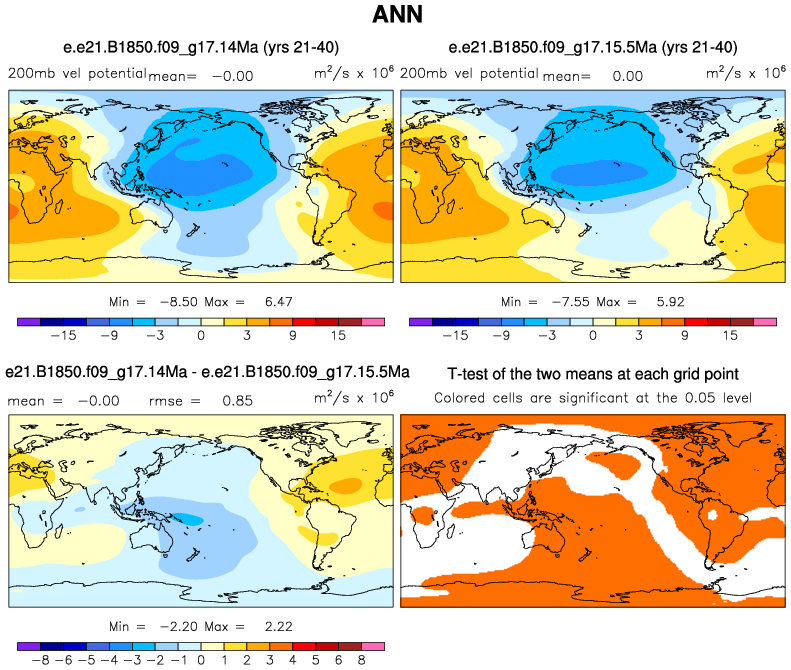 ANN
e.e21.B1850.f09_g17.14Ma (yrs 21-40)
200mb vel potential mean= −0.00 m²/s x 10⁶
Min = −8.50 Max = 6.47
−15 −9 −3 0 3 9 15
e.e21.B1850.f09_g17.15.5Ma (yrs 21-40)
200mb vel potential mean= 0.00 m²/s x 10⁶
Min = −7.55 Max = 5.92
−15 −9 −3 0 3 9 15
e21.B1850.f09_g17.14Ma - e.e21.B1850.f09_g17.15.5Ma
mean = −0.00 rmse = 0.85 m²/s x 10⁶
Min = −2.20 Max = 2.22
−8 −6 −5 −4 −3 −2 −1 0 1 2 3 4 5 6 8
T-test of the two means at each grid point
Colored cells are significant at the 0.05 level